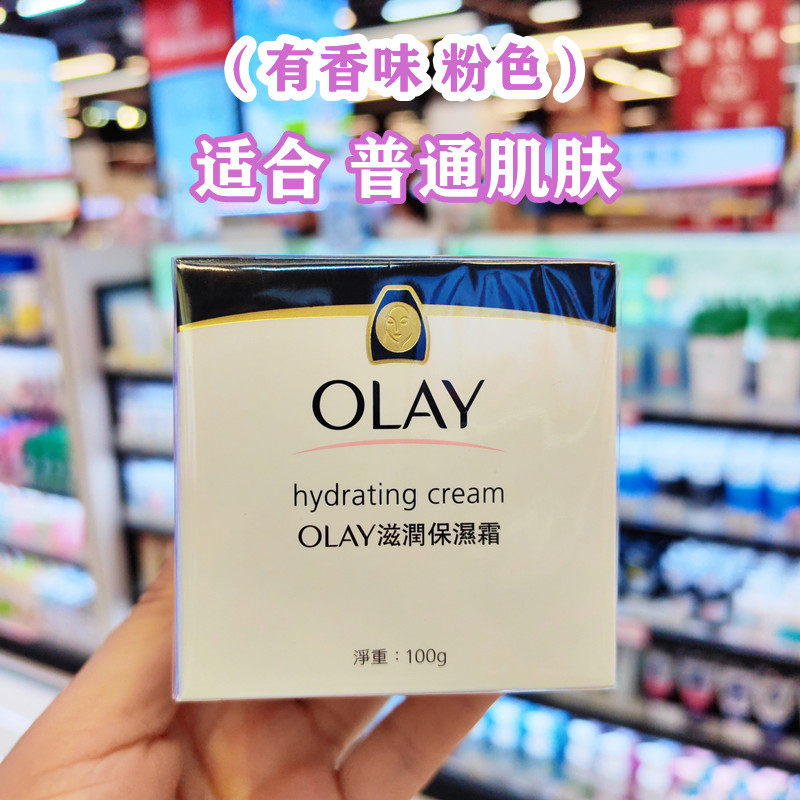 （有香味 粉色）
适合 普通肌肤
OLAY
hydrating cream
OLAY滋潤保濕霜
淨重：100g